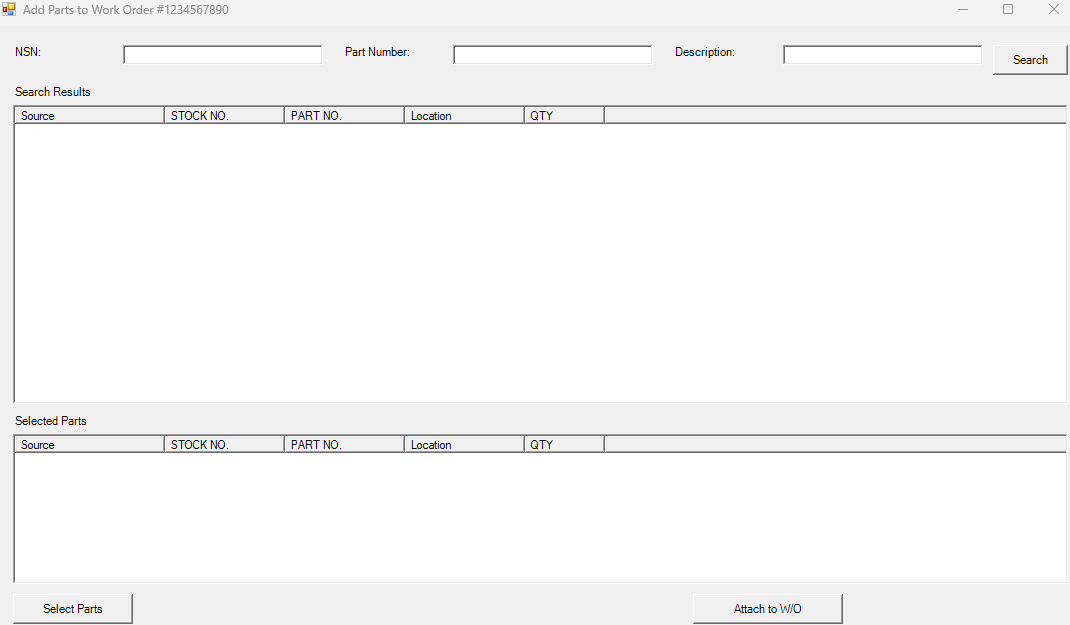 Add Parts to Work Order #1234567890
NSN: Part Number: Description: Search
Search Results
Source STOCK NO. PART NO. Location QTY
Selected Parts
Source STOCK NO. PART NO. Location QTY
Select Parts Attach to W/O